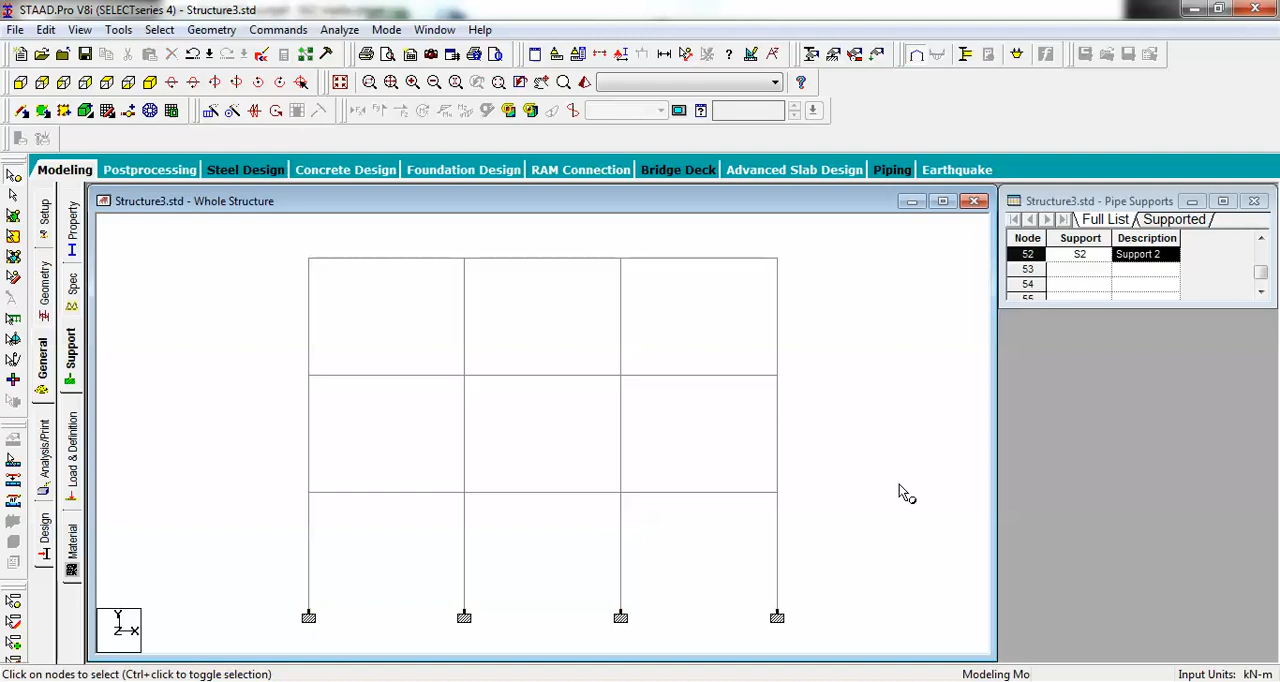 STAAD.Pro V8i (SELECTseries 4) - Structure3.std
File Edit View Tools Select Geometry Commands Analyze Mode Window Help
Modeling Postprocessing Steel Design Concrete Design Foundation Design RAM Connection Bridge Deck Advanced Slab Design Piping Earthquake
Setup
Geometry
General
Analysis/Print
Design
Property
Spec
Support
Load & Definition
Material
Structure3.std - Whole Structure
Y
Z X
Structure3.std - Pipe Supports
Full List Supported
Node Support Description
52 S2 Support 2
53
54
55
Click on nodes to select (Ctrl+click to toggle selection)
Modeling Mo
Input Units: kN-m